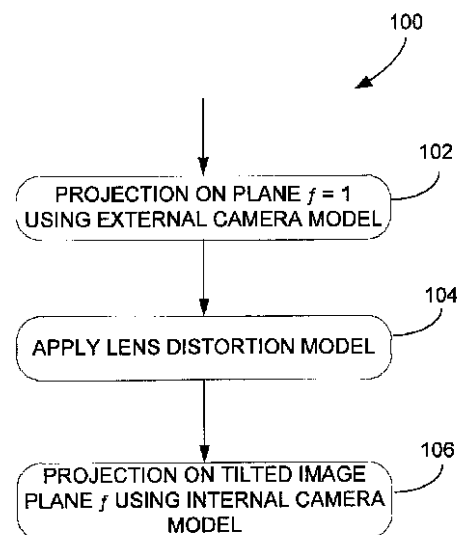 100
102
PROJECTION ON PLANE f = 1
USING EXTERNAL CAMERA MODEL
104
APPLY LENS DISTORTION MODEL
106
PROJECTION ON TILTED IMAGE
PLANE f USING INTERNAL CAMERA
MODEL